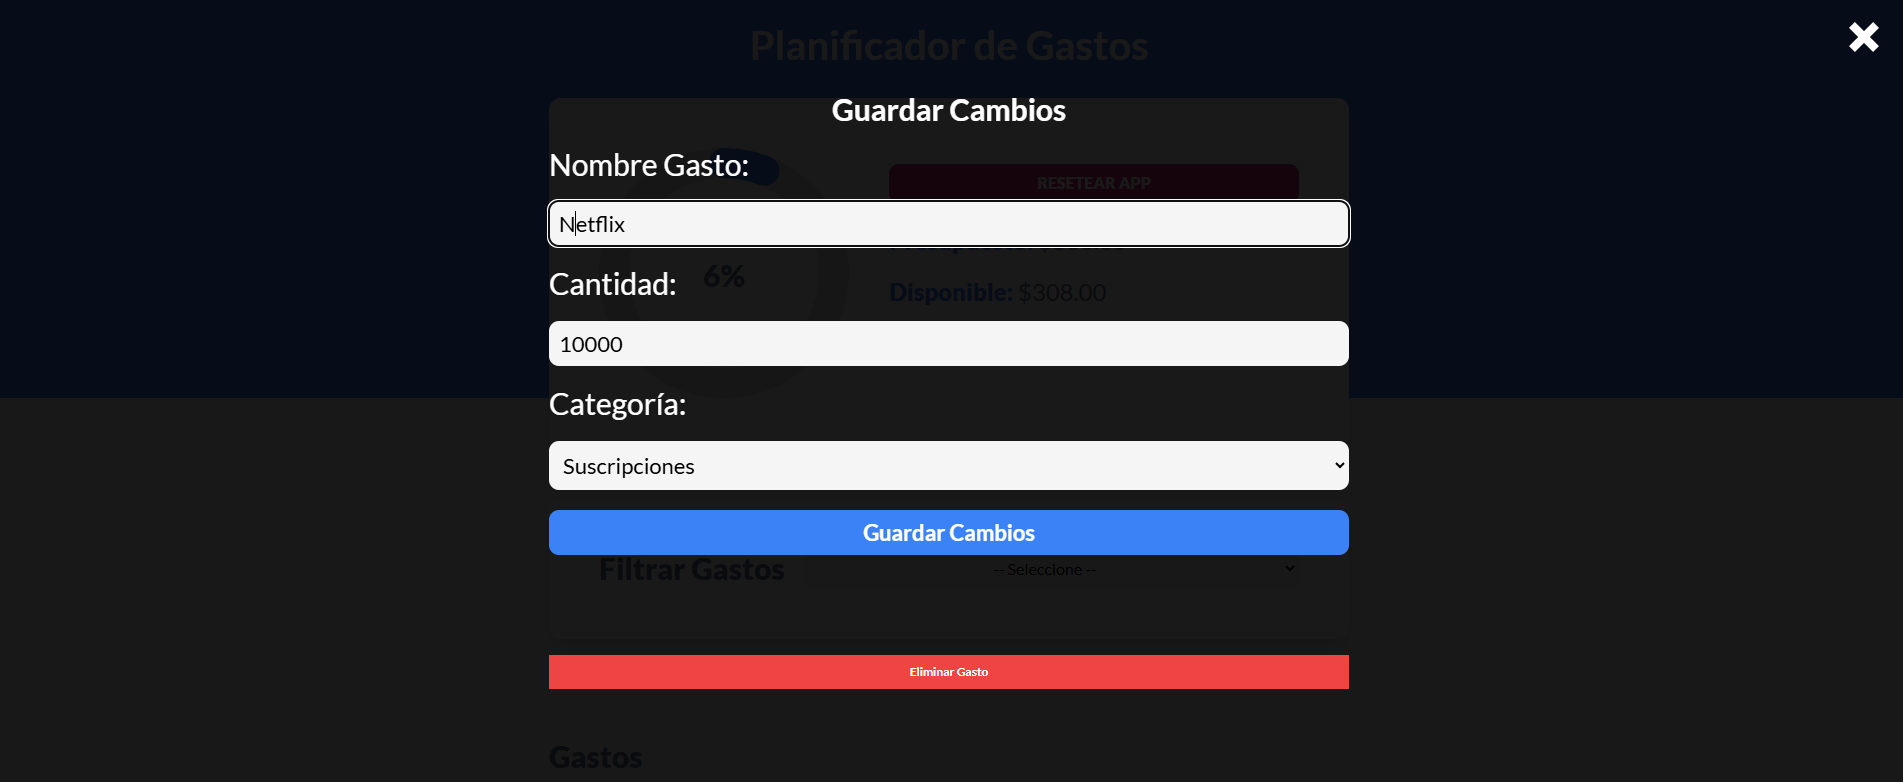 Planificador de Gastos
Guardar Cambios
Nombre Gasto:
RESETEAR APP
Netflix
Cantidad:
6%
Disponible: $308.00
10000
Categoría:
Suscripciones
Guardar Cambios
Filtrar Gastos
-- Seleccione --
Eliminar Gasto
Gastos